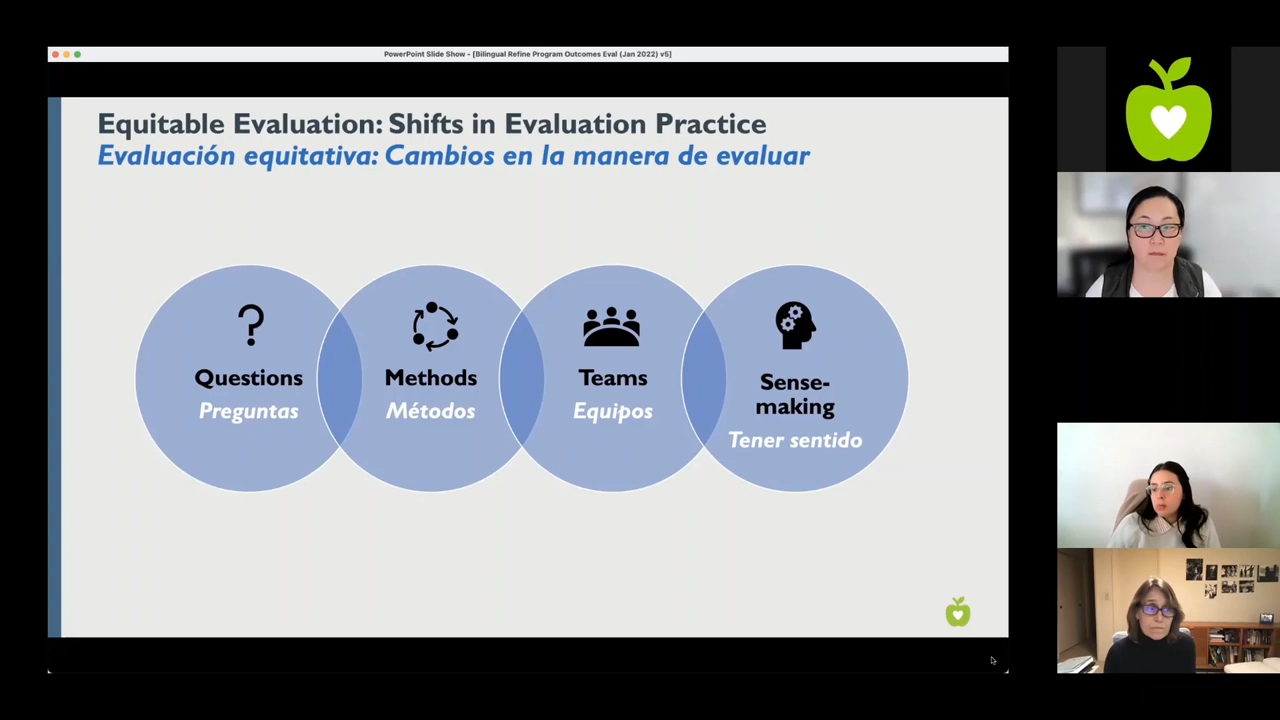 PowerPoint Slide Show - [Bilingual Refine Program Outcomes Eval (Jan 2022) v5]
Equitable Evaluation: Shifts in Evaluation Practice
Evaluación equitativa: Cambios en la manera de evaluar
?
Questions
Preguntas
Methods
Métodos
Teams
Equipos
Sense-
making
Tener sentido